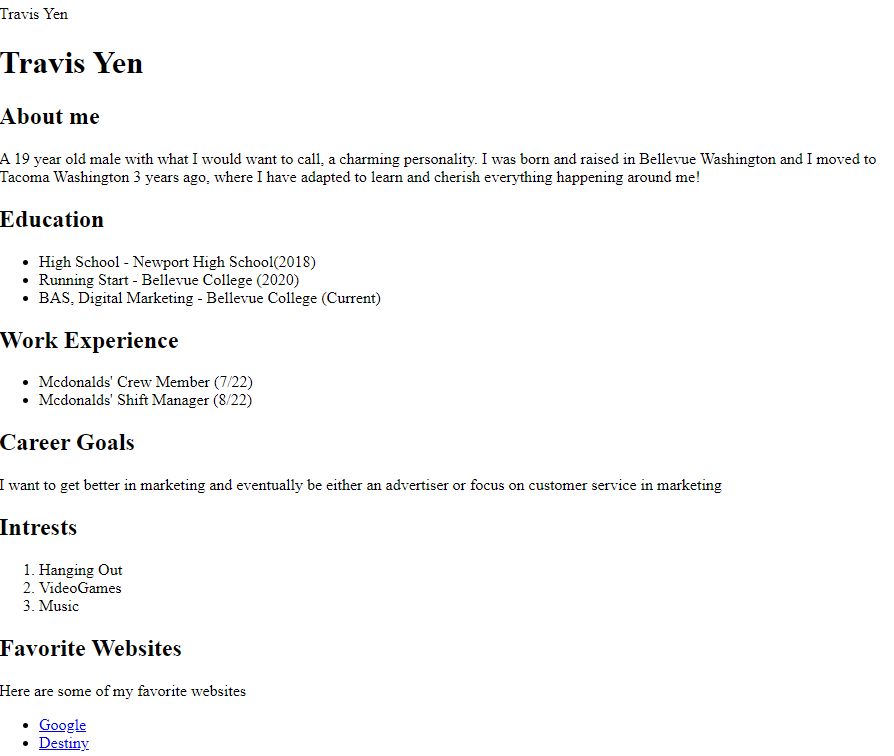 Travis Yen
Travis Yen
About me
A 19 year old male with what I would want to call, a charming personality. I was born and raised in Bellevue Washington and I moved to
Tacoma Washington 3 years ago, where I have adapted to learn and cherish everything happening around me!
Education
• High School - Newport High School(2018)
• Running Start - Bellevue College (2020)
• BAS, Digital Marketing - Bellevue College (Current)
Work Experience
• Mcdonalds' Crew Member (7/22)
• Mcdonalds' Shift Manager (8/22)
Career Goals
I want to get better in marketing and eventually be either an advertiser or focus on customer service in marketing
Intrests
1. Hanging Out
2. VideoGames
3. Music
Favorite Websites
Here are some of my favorite websites
• Google
• Destiny